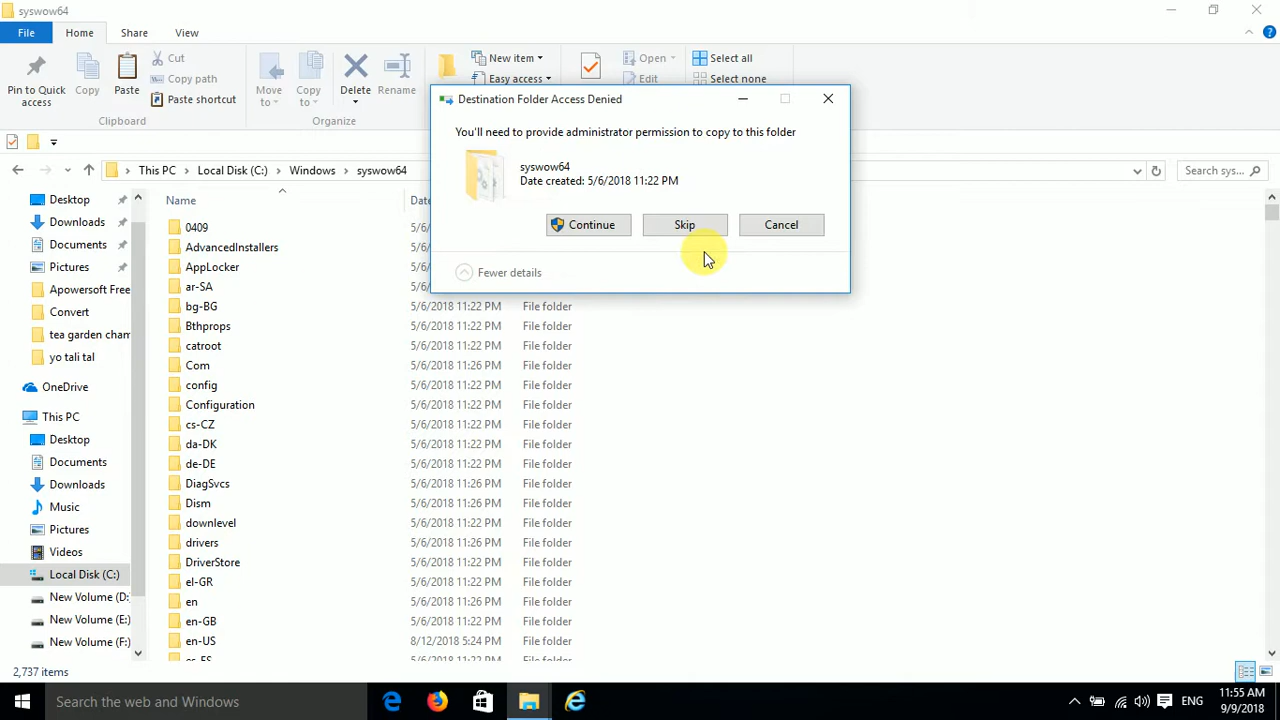 syswow64
File
Home
Share
View
Pin to Quick access
Copy
Paste
Cut
Copy path
Paste shortcut
Clipboard
Move to
Copy to
Delete
Rename
Organize
New item
Easy access
Open
Edit
Select all
Select none
Destination Folder Access Denied
You'll need to provide administrator permission to copy to this folder
syswow64
Date created: 5/6/2018 11:22 PM
Continue
Skip
Cancel
Fewer details
This PC
Local Disk (C:)
Windows
syswow64
Search sys...
Desktop
Downloads
Documents
Pictures
Apowersoft Free
Convert
tea garden cham
yo tali tal
OneDrive
This PC
Desktop
Documents
Downloads
Music
Pictures
Videos
Local Disk (C:)
New Volume (D:
New Volume (E:)
New Volume (F:)
Name
0409
AdvancedInstallers
AppLocker
ar-SA
bg-BG 5/6/2018 11:22 PM File folder
Bthprops 5/6/2018 11:22 PM File folder
catroot 5/6/2018 11:22 PM File folder
Com 5/6/2018 11:26 PM File folder
config 5/6/2018 11:22 PM File folder
Configuration 5/6/2018 11:22 PM File folder
cs-CZ 5/6/2018 11:22 PM File folder
da-DK 5/6/2018 11:22 PM File folder
de-DE 5/6/2018 11:22 PM File folder
DiagSvcs 5/6/2018 11:26 PM File folder
Dism 5/6/2018 11:26 PM File folder
downlevel 5/6/2018 11:22 PM File folder
drivers 5/6/2018 11:26 PM File folder
DriverStore 5/6/2018 11:22 PM File folder
el-GR 5/6/2018 11:22 PM File folder
en 5/6/2018 11:26 PM File folder
en-GB 5/6/2018 11:22 PM File folder
en-US 8/12/2018 5:24 PM File folder
2,737 items
Search the web and Windows
ENG
11:55 AM
9/9/2018